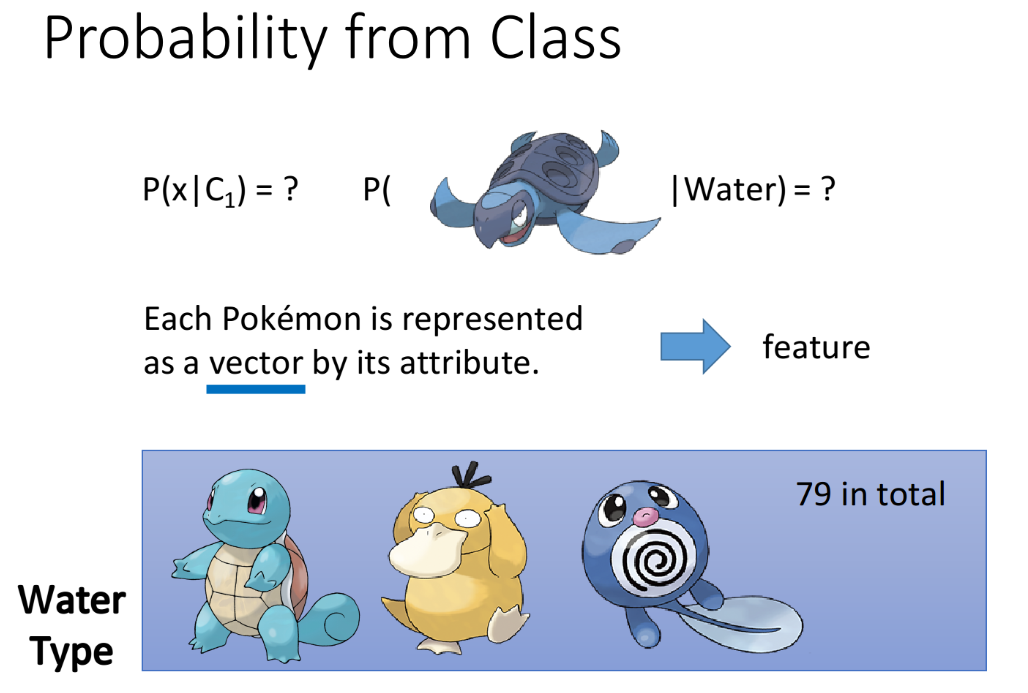 Probability from Class
P(x|C₁) = ? P( |Water) = ?
Each Pokémon is represented
as a vector by its attribute.
feature
79 in total
Water
Type